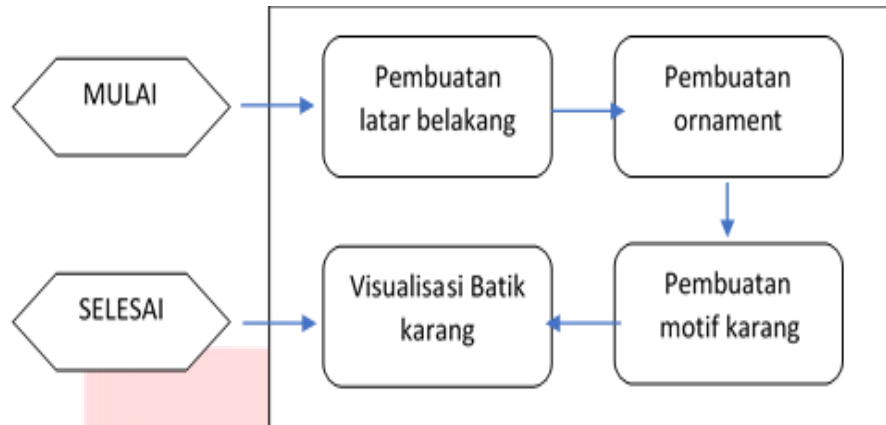 MULAI
Pembuatan
latar belakang
Pembuatan
ornament
SELESAI
Visualisasi Batik
karang
Pembuatan
motif karang